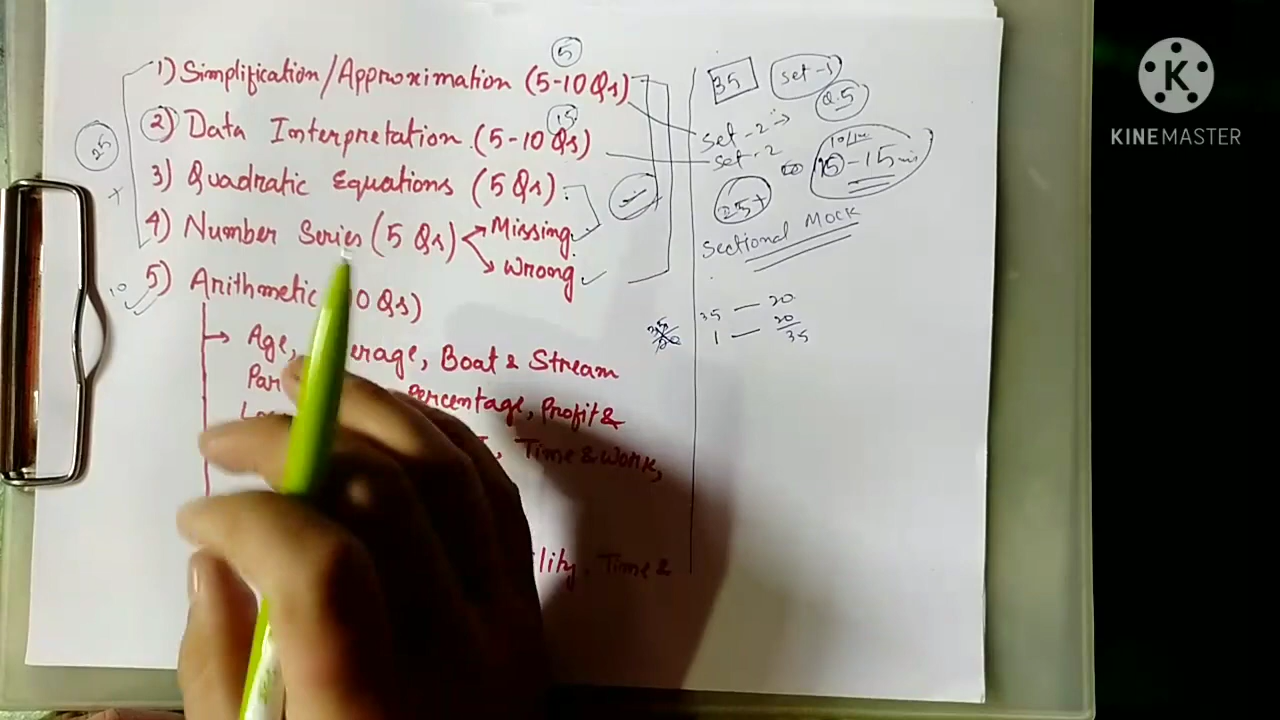 5
1) Simplification/Approximation (5-10 Qs)
15
2) Data Interpretation (5-10 Qs)
25
+
3) Quadratic Equations (5 Qs)
4) Number Series (5 Qs) Missing
Wrong
10
5) Arithmetic 10 Qs)
Age, erage, Boat & Stream
Par Percentage, Profit &
Time & Work,
ility, Time &
35 Set-1
Q.5
Set-2
Set-2
15 min
25+
Sectional Mock
35 — 20
1 — 20
35
K
KINEMASTER